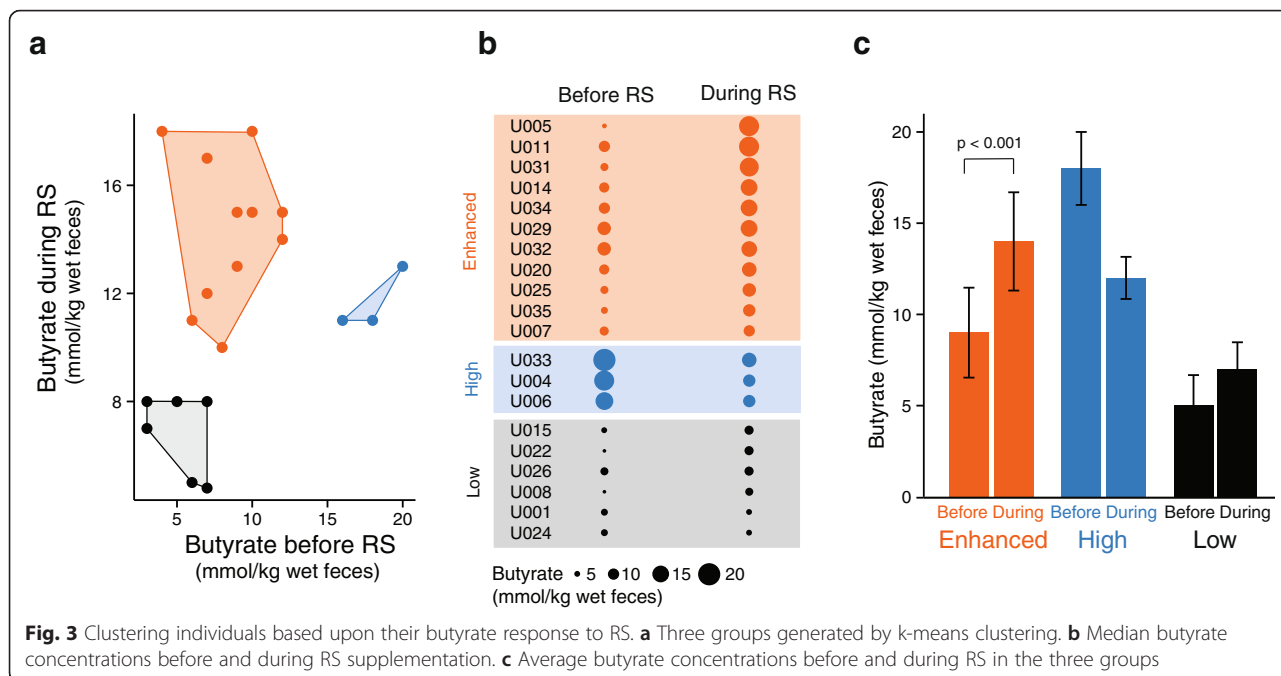 a
Butyrate during RS
(mmol/kg wet feces)
16
12
8
5 10 15 20
Butyrate before RS
(mmol/kg wet feces)
b
Before RS During RS
Enhanced
U005
U011
U031
U014
U034
U029
U032
U020
U025
U035
U007
High
U033
U004
U006
Low
U015
U022
U026
U008
U001
U024
Butyrate 5 10 15 20
(mmol/kg wet feces)
c
Butyrate (mmol/kg wet feces)
20
15
10
5
0
p < 0.001
Before During Before During Before During
Enhanced High Low
Fig. 3 Clustering individuals based upon their butyrate response to RS. a Three groups generated by k-means clustering. b Median butyrate
concentrations before and during RS supplementation. c Average butyrate concentrations before and during RS in the three groups